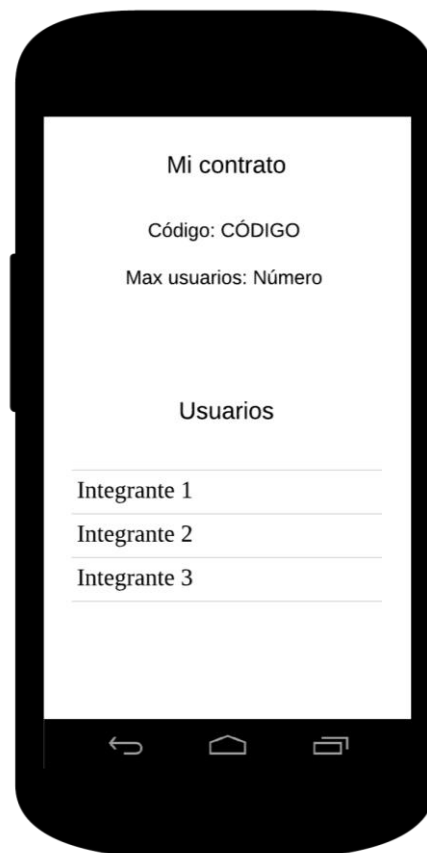 Mi contrato
Código: CÓDIGO
Max usuarios: Número
Usuarios
Integrante 1
Integrante 2
Integrante 3